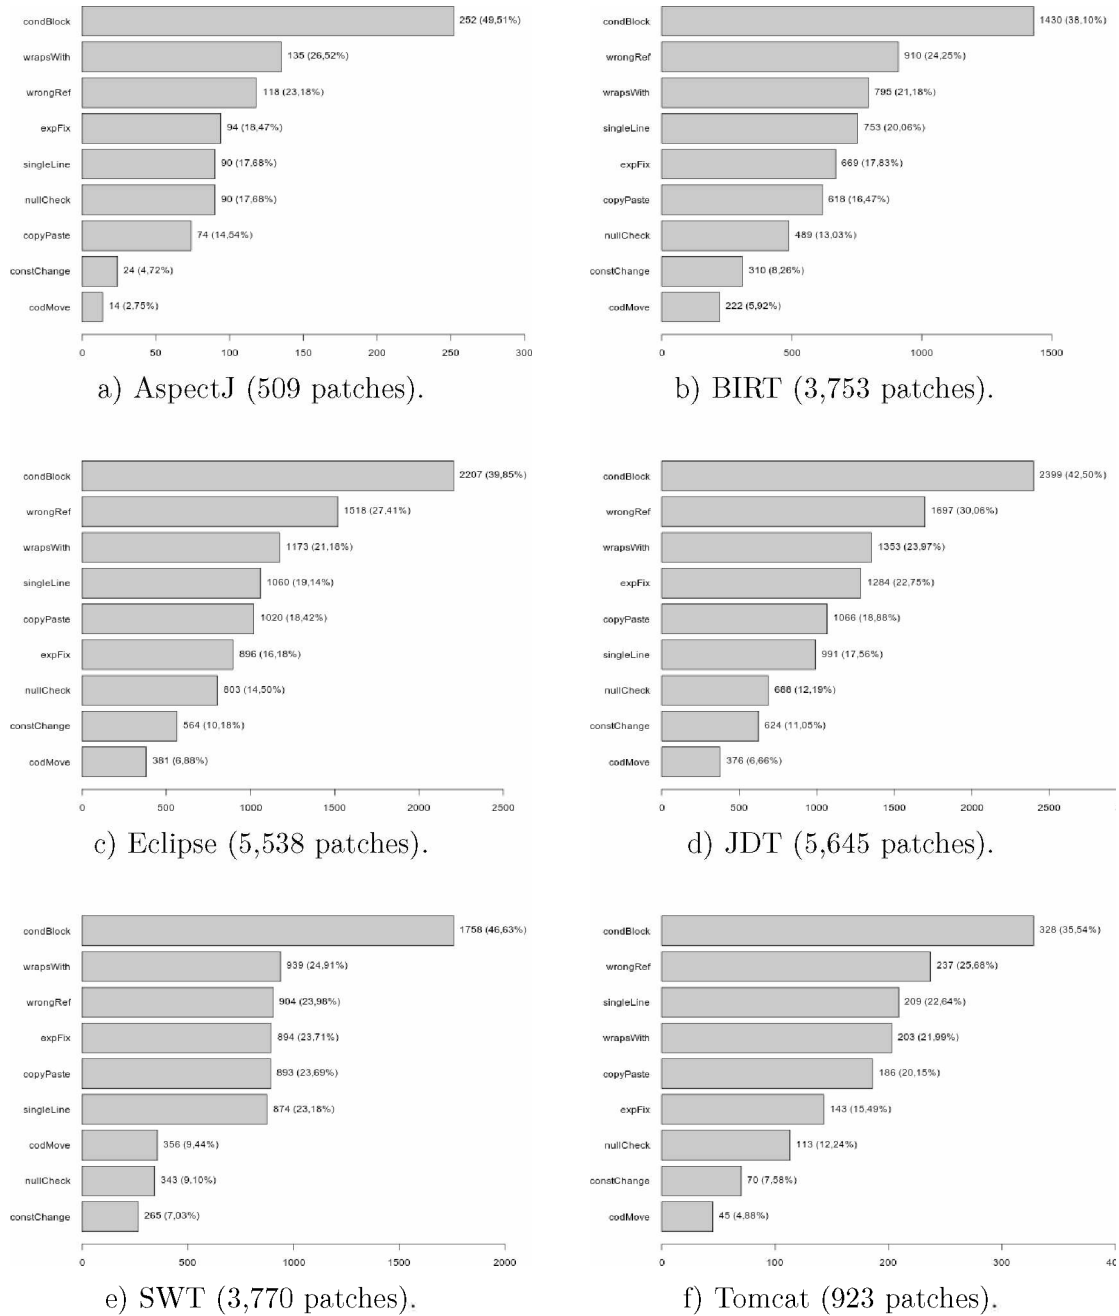 condBlock 252 (49,51%)
wrapsWith 135 (26,52%)
wrongRef 118 (23,18%)
expFix 94 (18,47%)
singleLine 90 (17,68%)
nullCheck 90 (17,68%)
copyPaste 74 (14,54%)
constChange 24 (4,72%)
codMove 14 (2,75%)
0 50 100 150 200 250 300
a) AspectJ (509 patches).
condBlock 1430 (38,10%)
wrongRef 910 (24,25%)
wrapsWith 795 (21,18%)
singleLine 753 (20,06%)
expFix 669 (17,83%)
copyPaste 618 (16,47%)
nullCheck 489 (13,03%)
constChange 310 (8,26%)
codMove 222 (5,92%)
0 500 1000 1500
b) BIRT (3,753 patches).
condBlock 2207 (39,85%)
wrongRef 1518 (27,41%)
wrapsWith 1173 (21,18%)
singleLine 1060 (19,14%)
copyPaste 1020 (18,42%)
expFix 896 (16,18%)
nullCheck 803 (14,50%)
constChange 564 (10,18%)
codMove 381 (6,88%)
0 500 1000 1500 2000 2500
c) Eclipse (5,538 patches).
condBlock 2399 (42,50%)
wrongRef 1697 (30,06%)
wrapsWith 1353 (23,97%)
expFix 1284 (22,75%)
copyPaste 1066 (18,88%)
singleLine 991 (17,56%)
nullCheck 688 (12,19%)
constChange 624 (11,05%)
codMove 376 (6,66%)
0 500 1000 1500 2000 2500
d) JDT (5,645 patches).
condBlock 1758 (46,63%)
wrapsWith 939 (24,91%)
wrongRef 904 (23,98%)
expFix 894 (23,71%)
copyPaste 893 (23,69%)
singleLine 874 (23,18%)
codMove 356 (9,44%)
nullCheck 343 (9,10%)
constChange 265 (7,03%)
0 500 1000 1500 2000
e) SWT (3,770 patches).
condBlock 328 (35,54%)
wrongRef 237 (25,68%)
singleLine 209 (22,64%)
wrapsWith 203 (21,99%)
copyPaste 186 (20,15%)
expFix 143 (15,49%)
nullCheck 113 (12,24%)
constChange 70 (7,58%)
codMove 45 (4,88%)
0 100 200 300
f) Tomcat (923 patches).